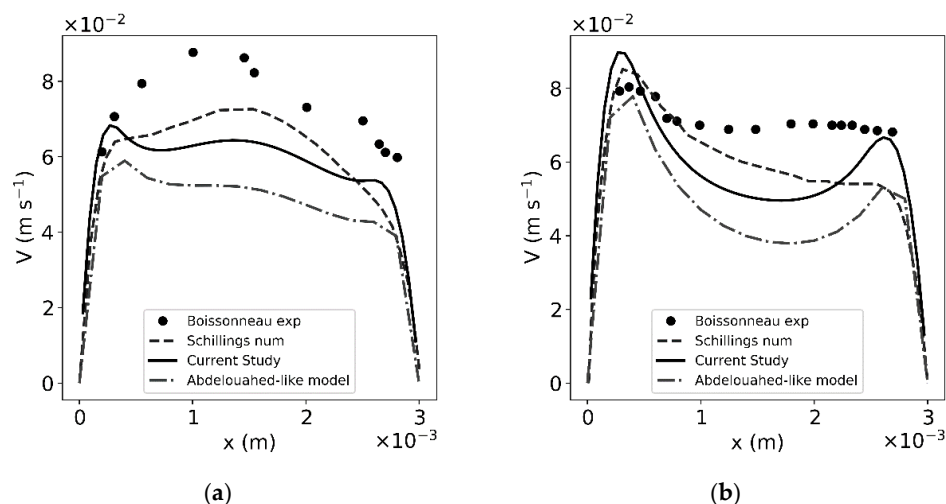 ×10⁻²
8
6
4
2
0
V (m s⁻¹)
Boissonneau exp
Schillings num
Current Study
Abdelouahed-like model
0 1 2 3
x (m) ×10⁻³
(a)
×10⁻²
8
6
4
2
0
V (m s⁻¹)
Boissonneau exp
Schillings num
Current Study
Abdelouahed-like model
0 1 2 3
x (m) ×10⁻³
(b)